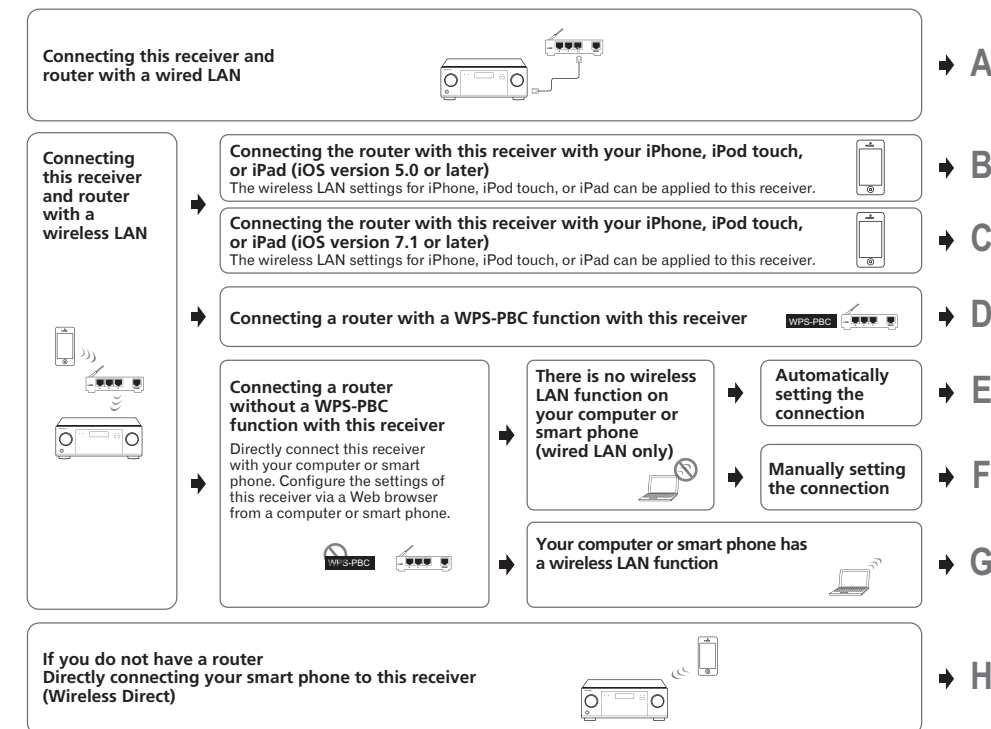 Connecting this receiver and
router with a wired LAN
A
Connecting
this receiver
and router
with a
wireless LAN
Connecting the router with this receiver with your iPhone, iPod touch,
or iPad (iOS version 5.0 or later)
The wireless LAN settings for iPhone, iPod touch, or iPad can be applied to this receiver.
B
Connecting the router with this receiver with your iPhone, iPod touch,
or iPad (iOS version 7.1 or later)
The wireless LAN settings for iPhone, iPod touch, or iPad can be applied to this receiver.
C
Connecting a router with a WPS-PBC function with this receiver
WPS-PBC
D
Connecting a router
without a WPS-PBC
function with this receiver
Directly connect this receiver
with your computer or smart
phone. Configure the settings of
this receiver via a Web browser
from a computer or smart phone.
WPS-PBC
There is no wireless
LAN function on
your computer or
smart phone
(wired LAN only)
Automatically
setting the
connection
E
Manually setting
the connection
F
Your computer or smart phone has
a wireless LAN function
G
If you do not have a router
Directly connecting your smart phone to this receiver
(Wireless Direct)
H